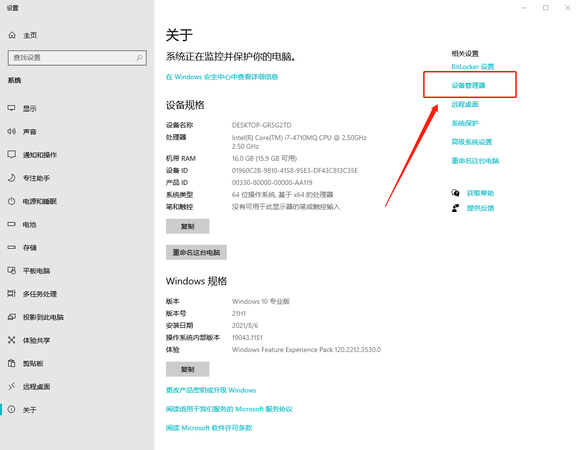 设置
主页
查找设置
系统
显示
声音
通知和操作
专注助手
电源和睡眠
电池
存储
平板电脑
多任务处理
投影到此电脑
体验共享
剪贴板
远程桌面
关于
关于
系统正在监控并保护你的电脑。
在 Windows 安全中心中查看详细信息
设备规格
设备名称 DESKTOP-GR5G2TD
处理器 Intel(R) Core(TM) i7-4710MQ CPU @ 2.50GHz
2.50 GHz
机带 RAM 16.0 GB (15.9 GB 可用)
设备 ID 01960C2B-9810-4158-95E3-DF43C813C35E
产品 ID 00330-80000-00000-AA119
系统类型 64 位操作系统, 基于 x64 的处理器
笔和触控 没有可用于此显示器的笔或触控输入
复制
重命名这台电脑
Windows 规格
版本 Windows 10 专业版
版本号 21H1
安装日期 2021/8/6
操作系统内部版本 19043.1151
体验 Windows Feature Experience Pack 120.2212.3530.0
复制
更改产品密钥或升级 Windows
阅读适用于我们服务的 Microsoft 服务协议
阅读 Microsoft 软件许可条款
相关设置
BitLocker 设置
设备管理器
远程桌面
系统保护
高级系统设置
重命名这台电脑
获取帮助
提供反馈